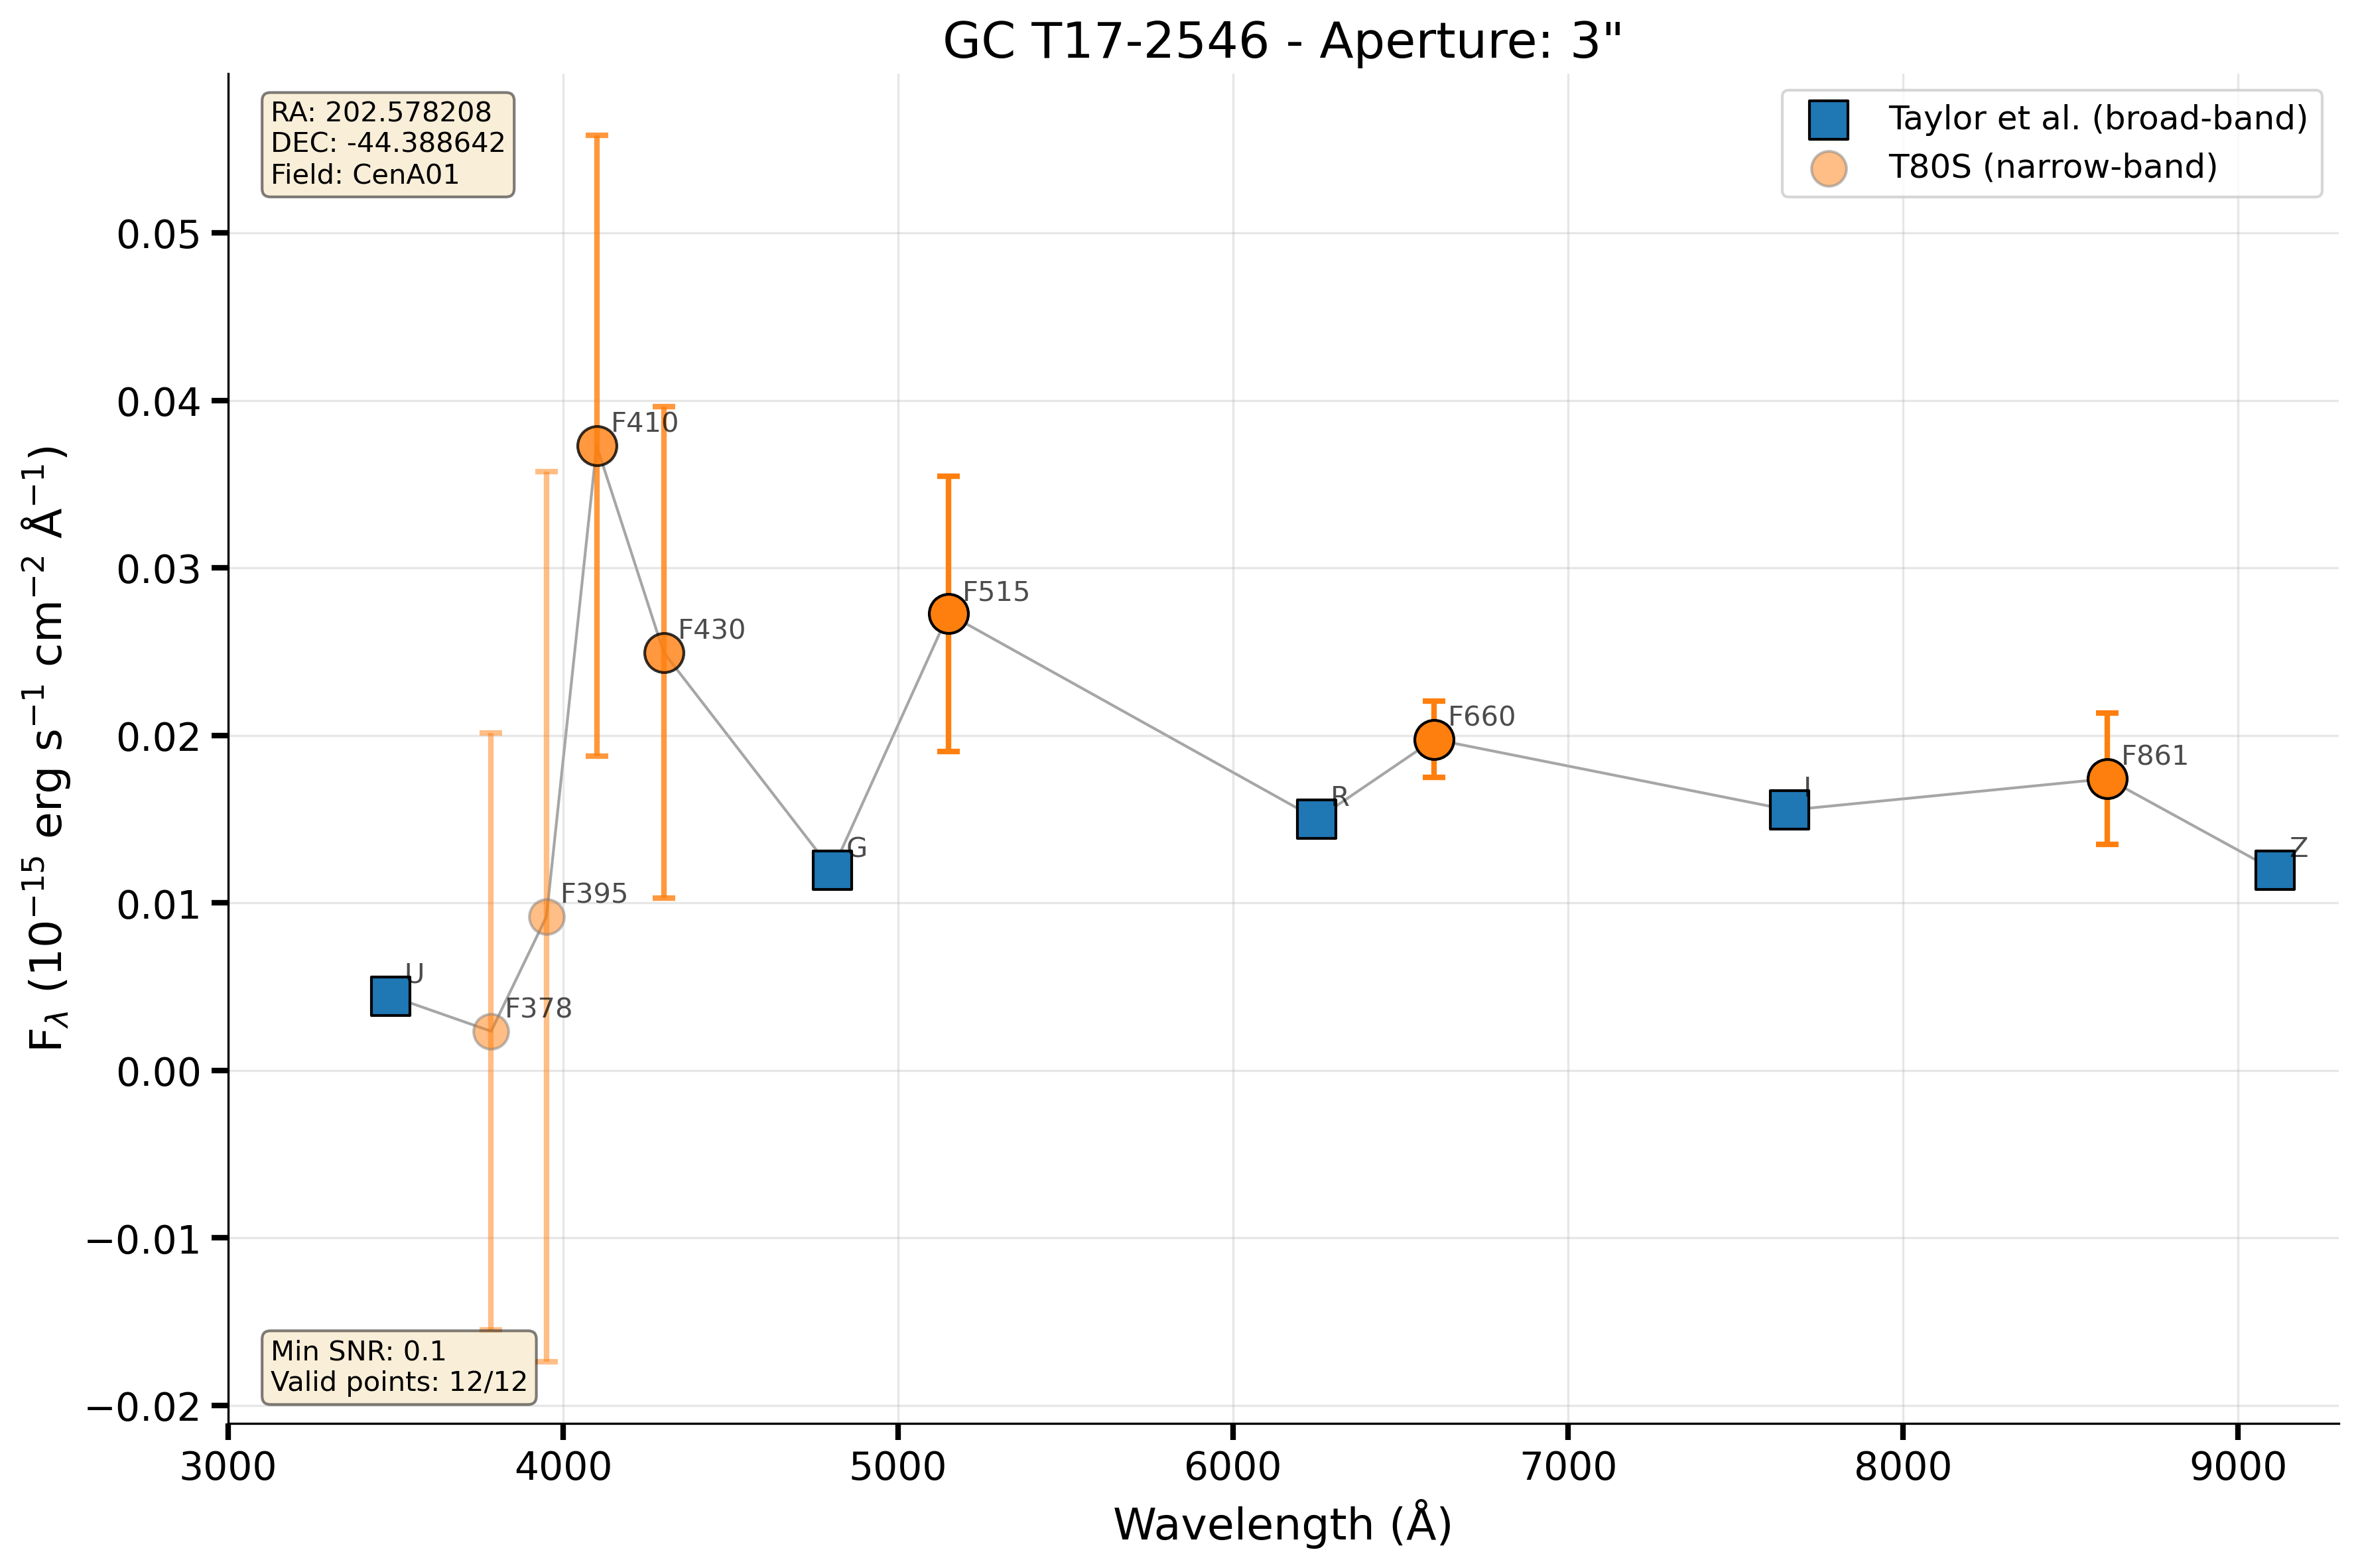 GC T17-2546 - Aperture: 3"
RA: 202.578208
DEC: -44.388642
Field: CenA01
Taylor et al. (broad-band)
T80S (narrow-band)
0.05
0.04
0.03
0.02
0.01
0.00
−0.01
−0.02
F_λ (10^{−15} erg s^{−1} cm^{−2} Å^{−1})
F410
F430
F515
F660
F861
R
I
G
Z
F395
U
F378
Min SNR: 0.1
Valid points: 12/12
3000 4000 5000 6000 7000 8000 9000
Wavelength (Å)